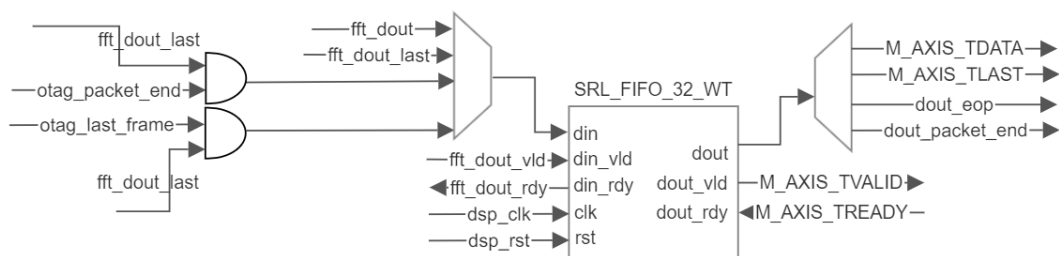 fft_dout_last
otag_packet_end
otag_last_frame
fft_dout_last
fft_dout
fft_dout_last
SRL_FIFO_32_WT
din
din_vld
din_rdy
clk
rst
dout
dout_vld
dout_rdy
fft_dout_vld
fft_dout_rdy
dsp_clk
dsp_rst
M_AXIS_TDATA
M_AXIS_TLAST
dout_eop
dout_packet_end
M_AXIS_TVALID
M_AXIS_TREADY